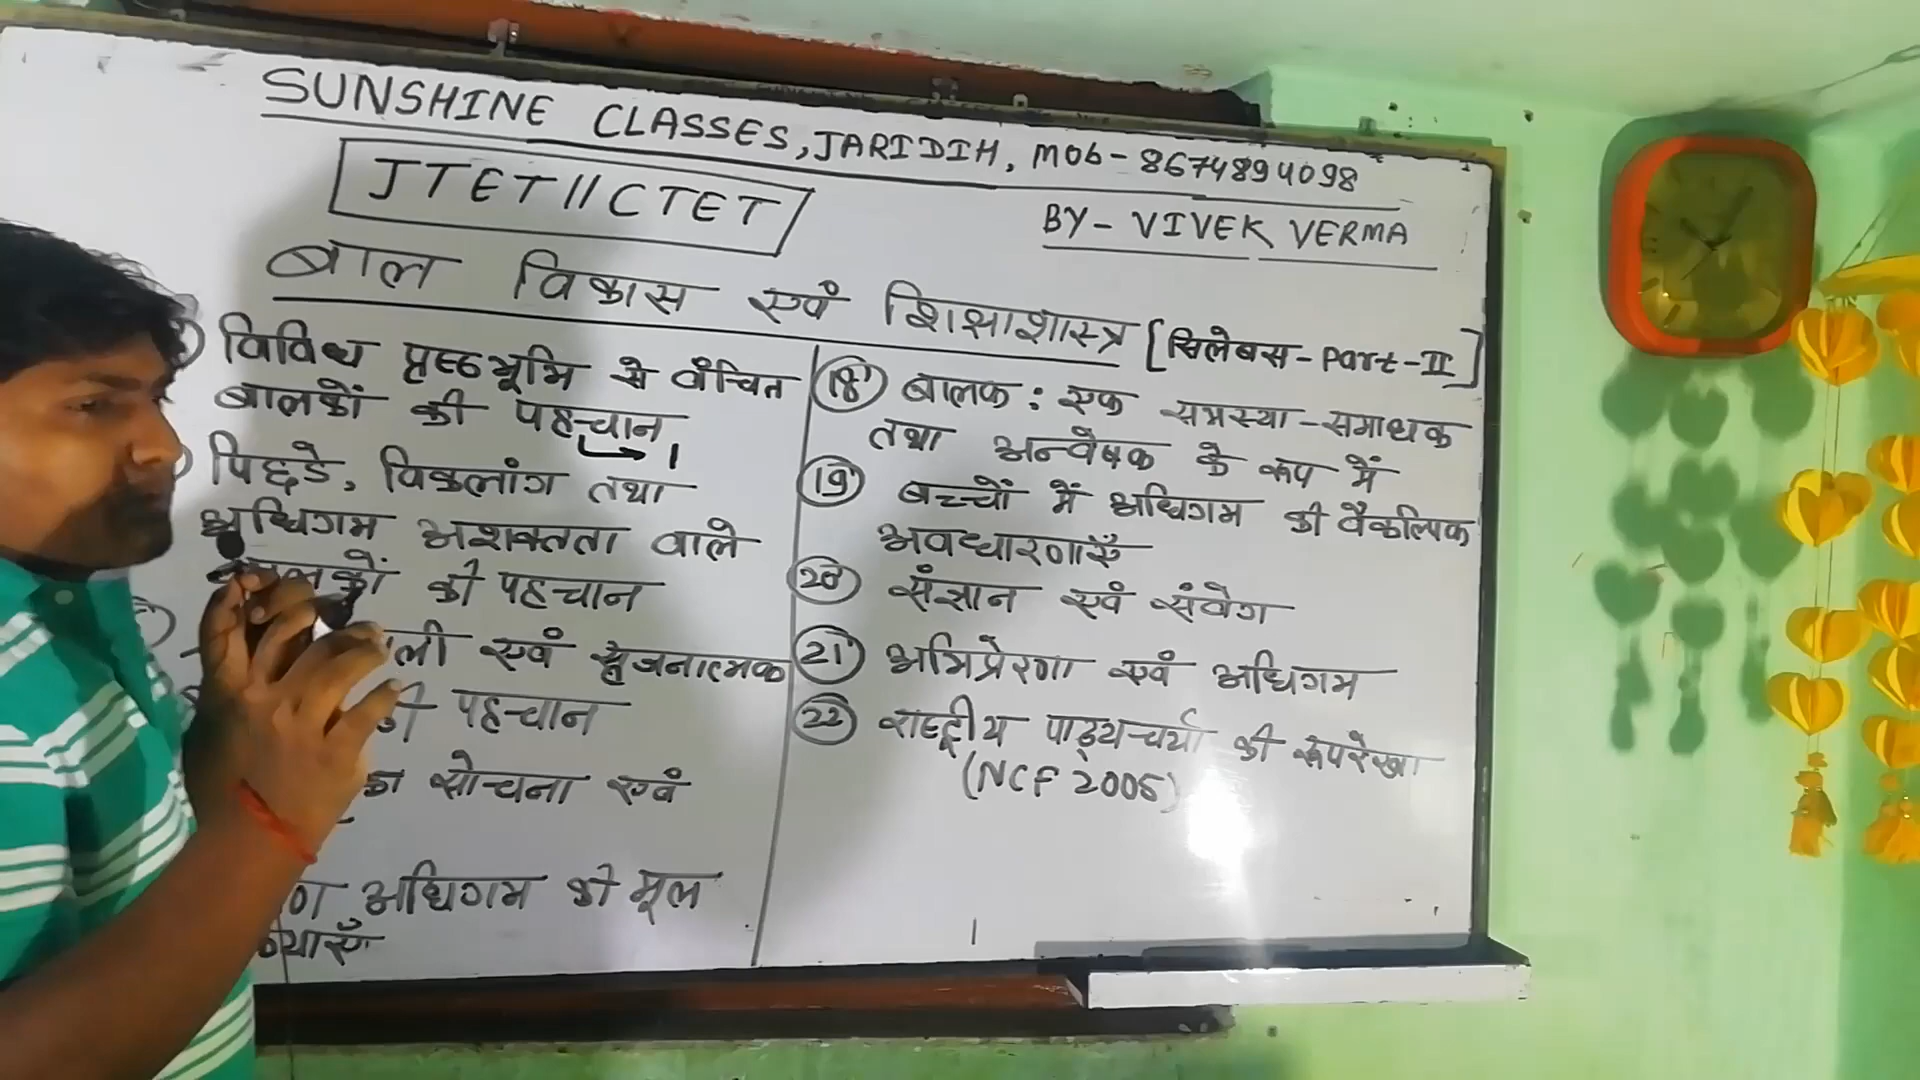 SUNSHINE CLASSES, JARIDIH, MOb- 8674894098
JTET // CTET
BY- VIVEK VERMA
बाल विकास एवं शिक्षाशास्त्र [सिलेबस - Part - II]
विविध पृष्ठभूमि से वंचित
बालकों की पहचान
1
पिछडे, विकलांग तथा
अधिगम अशक्तता वाले
बालकों की पहचान
ली एवं सृजनात्मक
की पहचान
का सोचना एवं
ण अधिगम की मूल
याएँ
18 बालक : एक समस्या - समाधक
तथा अन्वेषक के रूप में
19 बच्चों में अधिगम की वैकल्पिक
अवधारणाएँ
20 संज्ञान एवं संवेग
21 अभिप्रेरणा एवं अधिगम
22 राष्ट्रीय पाठ्यचर्या की रूपरेखा
(NCF 2005)